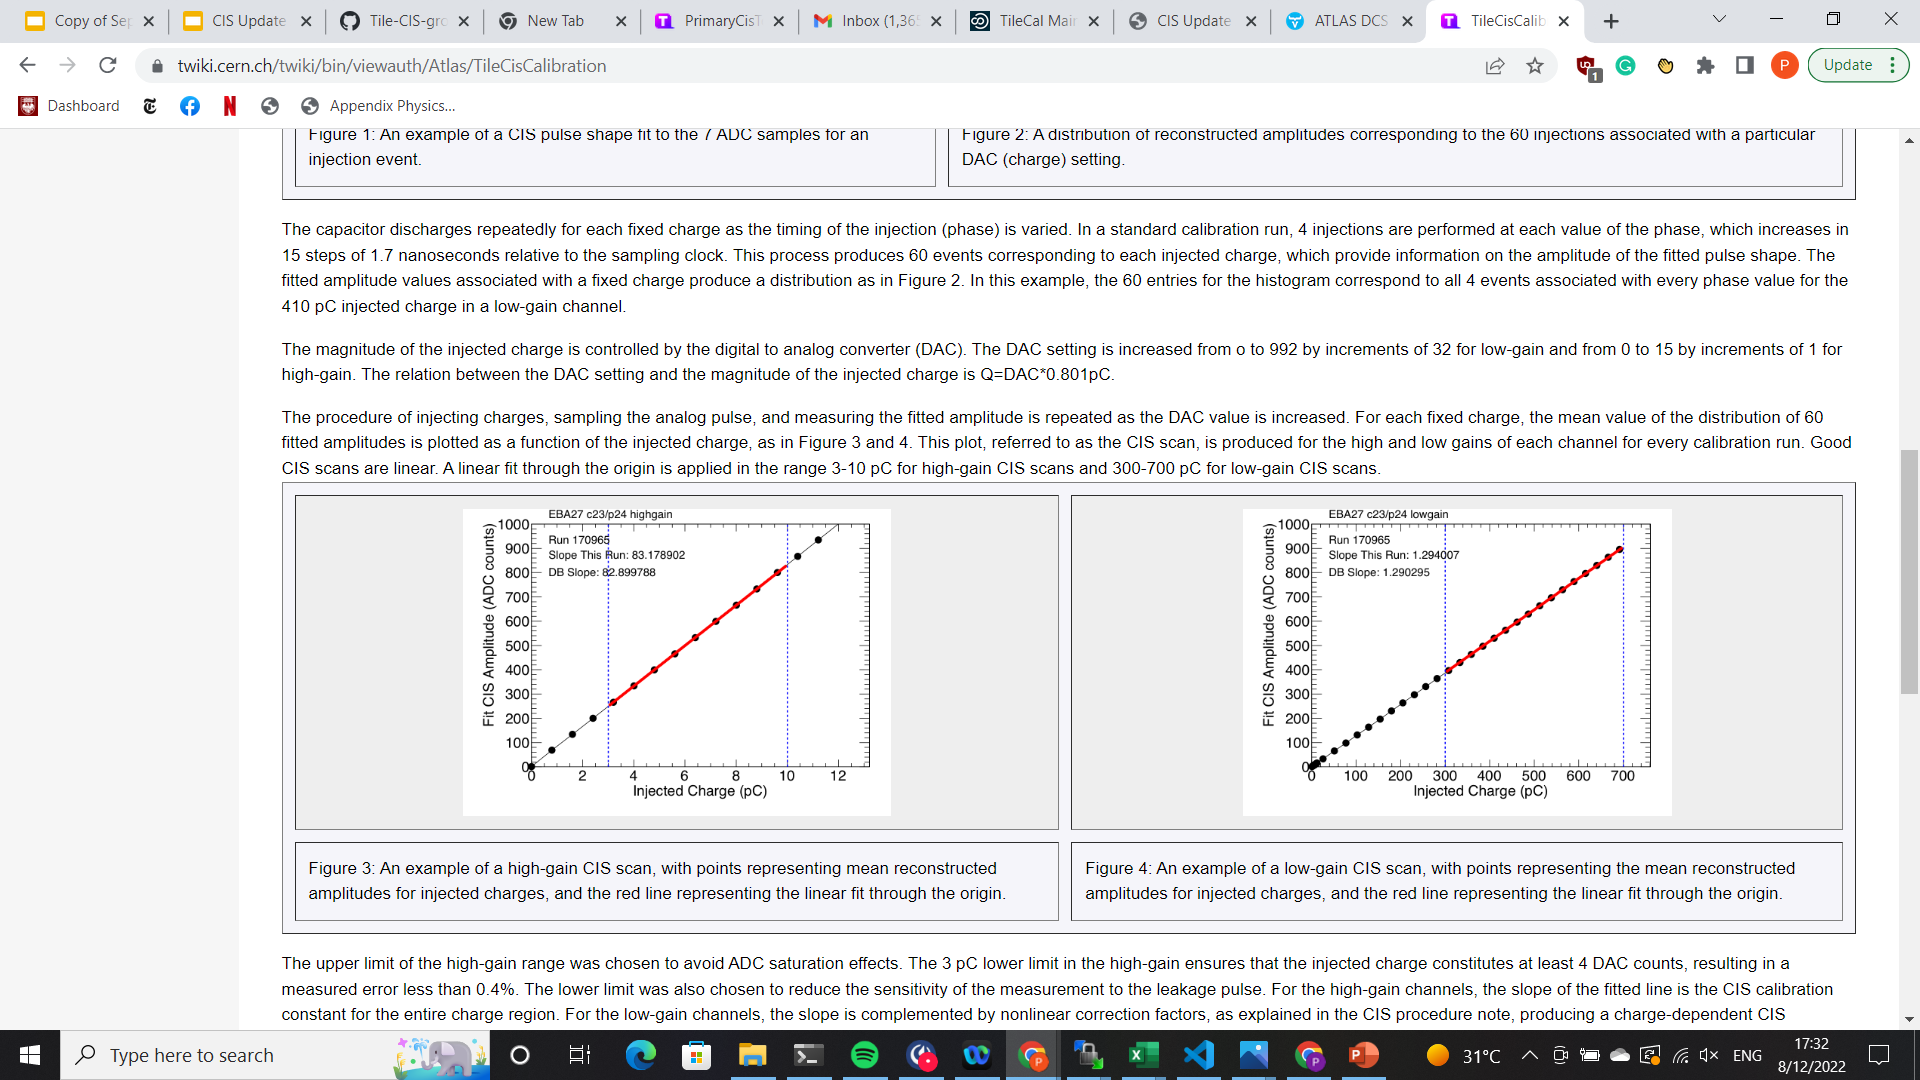 Copy of Sep
CIS Update
Tile-CIS-gro
New Tab
PrimaryCisT
Inbox (1,365
TileCal Main
CIS Update
ATLAS DCS
TileCisCalib
twiki.cern.ch/twiki/bin/viewauth/Atlas/TileCisCalibration
1
P
Update
Dashboard
Appendix Physics...
Figure 1: An example of a CIS pulse shape fit to the 7 ADC samples for an
injection event.
Figure 2: A distribution of reconstructed amplitudes corresponding to the 60 injections associated with a particular
DAC (charge) setting.
The capacitor discharges repeatedly for each fixed charge as the timing of the injection (phase) is varied. In a standard calibration run, 4 injections are performed at each value of the phase, which increases in
15 steps of 1.7 nanoseconds relative to the sampling clock. This process produces 60 events corresponding to each injected charge, which provide information on the amplitude of the fitted pulse shape. The
fitted amplitude values associated with a fixed charge produce a distribution as in Figure 2. In this example, the 60 entries for the histogram correspond to all 4 events associated with every phase value for the
410 pC injected charge in a low-gain channel.
The magnitude of the injected charge is controlled by the digital to analog converter (DAC). The DAC setting is increased from o to 992 by increments of 32 for low-gain and from 0 to 15 by increments of 1 for
high-gain. The relation between the DAC setting and the magnitude of the injected charge is Q=DAC*0.801pC.
The procedure of injecting charges, sampling the analog pulse, and measuring the fitted amplitude is repeated as the DAC value is increased. For each fixed charge, the mean value of the distribution of 60
fitted amplitudes is plotted as a function of the injected charge, as in Figure 3 and 4. This plot, referred to as the CIS scan, is produced for the high and low gains of each channel for every calibration run. Good
CIS scans are linear. A linear fit through the origin is applied in the range 3-10 pC for high-gain CIS scans and 300-700 pC for low-gain CIS scans.
EBA27 c23/p24 highgain
Run 170965
Slope This Run: 83.178902
DB Slope: 82.899788
Fit CIS Amplitude (ADC counts)
1000
900
800
700
600
500
400
300
200
100
0
0 2 4 6 8 10 12
Injected Charge (pC)
EBA27 c23/p24 lowgain
Run 170965
Slope This Run: 1.294007
DB Slope: 1.290295
Fit CIS Amplitude (ADC counts)
1000
900
800
700
600
500
400
300
200
100
0
0 100 200 300 400 500 600 700
Injected Charge (pC)
Figure 3: An example of a high-gain CIS scan, with points representing mean reconstructed
amplitudes for injected charges, and the red line representing the linear fit through the origin.
Figure 4: An example of a low-gain CIS scan, with points representing the mean reconstructed
amplitudes for injected charges, and the red line representing the linear fit through the origin.
The upper limit of the high-gain range was chosen to avoid ADC saturation effects. The 3 pC lower limit in the high-gain ensures that the injected charge constitutes at least 4 DAC counts, resulting in a
measured error less than 0.4%. The lower limit was also chosen to reduce the sensitivity of the measurement to the leakage pulse. For the high-gain channels, the slope of the fitted line is the CIS calibration
constant for the entire charge region. For the low-gain channels, the slope is complemented by nonlinear correction factors, as explained in the CIS procedure note, producing a charge-dependent CIS
Type here to search
31°C
ENG
17:32
8/12/2022